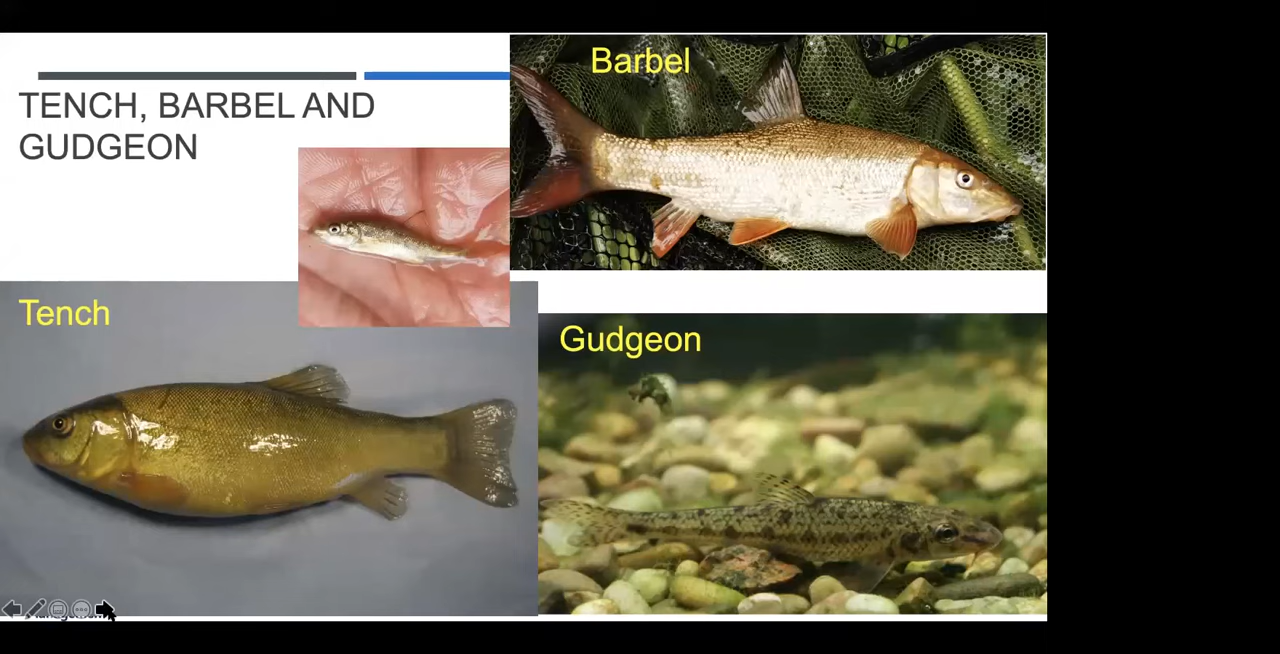 TENCH, BARBEL AND
GUDGEON
Barbel
Tench
Gudgeon